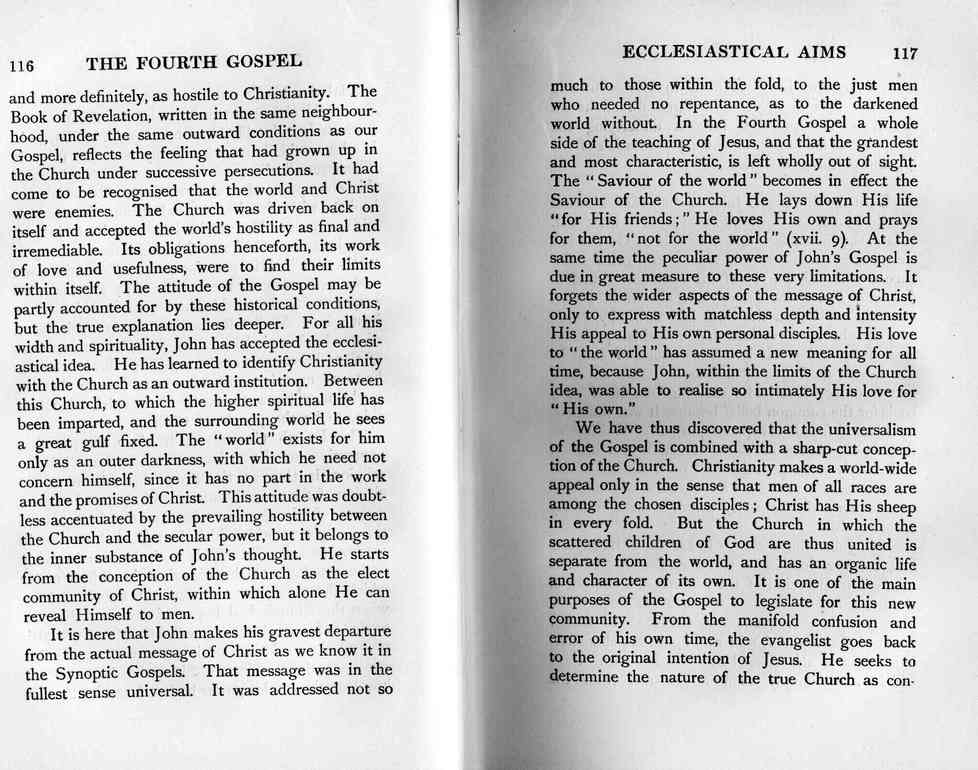 116 THE FOURTH GOSPEL
and more definitely, as hostile to Christianity. The
Book of Revelation, written in the same neighbour-
hood, under the same outward conditions as our
Gospel, reflects the feeling that had grown up in
the Church under successive persecutions. It had
come to be recognised that the world and Christ
were enemies. The Church was driven back on
itself and accepted the world's hostility as final and
irremediable. Its obligations henceforth, its work
of love and usefulness, were to find their limits
within itself. The attitude of the Gospel may be
partly accounted for by these historical conditions,
but the true explanation lies deeper. For all his
width and spirituality, John has accepted the ecclesi-
astical idea. He has learned to identify Christianity
with the Church as an outward institution. Between
this Church, to which the higher spiritual life has
been imparted, and the surrounding world he sees
a great gulf fixed. The “world” exists for him
only as an outer darkness, with which he need not
concern himself, since it has no part in the work
and the promises of Christ. This attitude was doubt-
less accentuated by the prevailing hostility between
the Church and the secular power, but it belongs to
the inner substance of John's thought. He starts
from the conception of the Church as the elect
community of Christ, within which alone He can
reveal Himself to men.
It is here that John makes his gravest departure
from the actual message of Christ as we know it in
the Synoptic Gospels. That message was in the
fullest sense universal. It was addressed not so
ECCLESIASTICAL AIMS 117
much to those within the fold, to the just men
who needed no repentance, as to the darkened
world without. In the Fourth Gospel a whole
side of the teaching of Jesus, and that the grandest
and most characteristic, is left wholly out of sight.
The “Saviour of the world” becomes in effect the
Saviour of the Church. He lays down His life
“for His friends;” He loves His own and prays
for them, “not for the world” (xvii. 9). At the
same time the peculiar power of John's Gospel is
due in great measure to these very limitations. It
forgets the wider aspects of the message of Christ,
only to express with matchless depth and intensity
His appeal to His own personal disciples. His love
to “the world” has assumed a new meaning for all
time, because John, within the limits of the Church
idea, was able to realise so intimately His love for
“His own.”
We have thus discovered that the universalism
of the Gospel is combined with a sharp-cut concep-
tion of the Church. Christianity makes a world-wide
appeal only in the sense that men of all races are
among the chosen disciples; Christ has His sheep
in every fold. But the Church in which the
scattered children of God are thus united is
separate from the world, and has an organic life
and character of its own. It is one of the main
purposes of the Gospel to legislate for this new
community. From the manifold confusion and
error of his own time, the evangelist goes back
to the original intention of Jesus. He seeks to
determine the nature of the true Church as con-